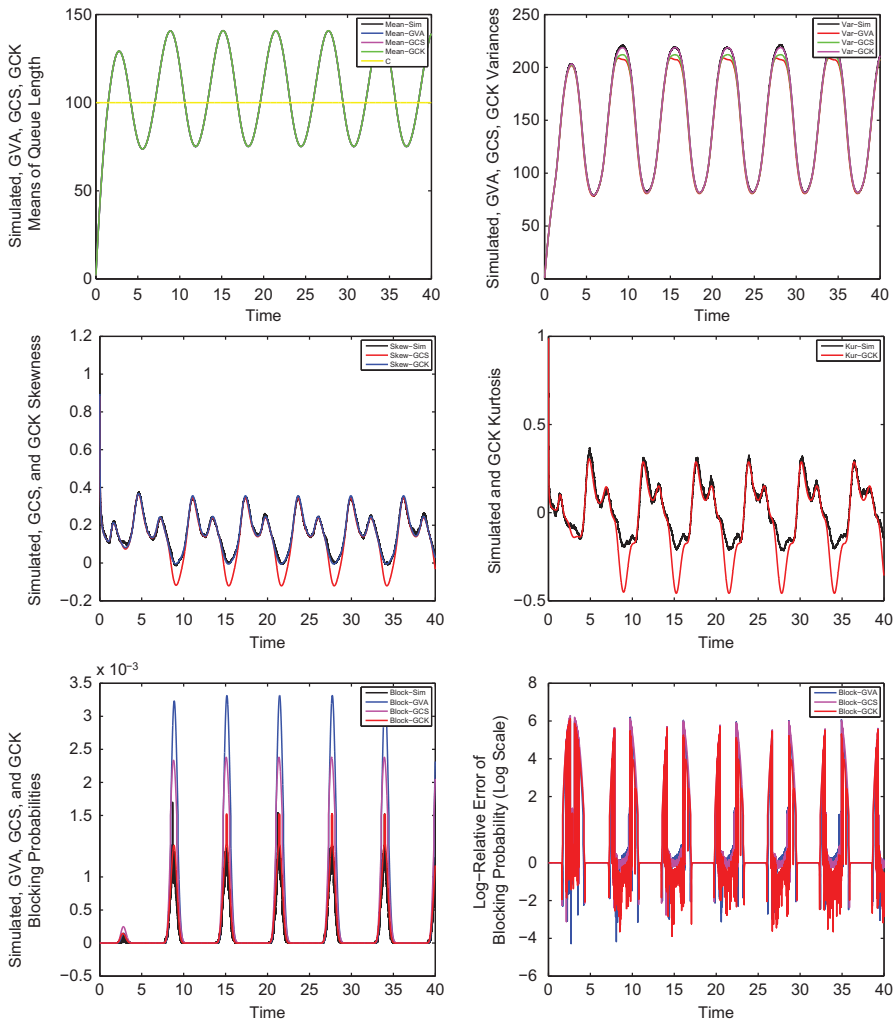 Simulated, GVA, GCS, GCK
Means of Queue Length
150
100
50
0
Mean−Sim
Mean−GVA
Mean−GCS
Mean−GCK
C
0 5 10 15 20 25 30 35 40
Time
Simulated, GVA, GCS, GCK Variances
250
200
150
100
50
0
Var−Sim
Var−GVA
Var−GCS
Var−GCK
0 5 10 15 20 25 30 35 40
Time
Simulated, GCS, and GCK Skewness
1.2
1
0.8
0.6
0.4
0.2
0
−0.2
Skew−Sim
Skew−GCS
Skew−GCK
0 5 10 15 20 25 30 35 40
Time
Simulated and GCK Kurtosis
1
0.5
0
−0.5
Kur−Sim
Kur−GCK
0 5 10 15 20 25 30 35 40
Time
Simulated, GVA, GCS, and GCK
Blocking Probabilities
x 10−3
3.5
3
2.5
1.5
1
0
−0.5
Block−Sim
Block−GVA
Block−GCS
Block−GCK
0 5 10 15 20 25 30 35 40
Time
Log−Relative Error of
Blocking Probability (Log Scale)
8
6
4
2
0
−2
−4
−6
Block−GVA
Block−GCS
Block−GCK
0 5 10 15 20 25 30 35 40
Time